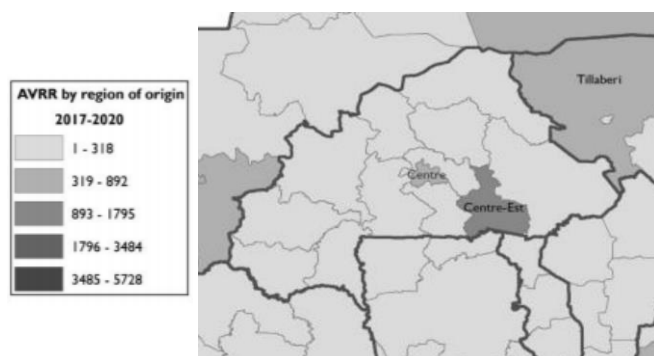 AVRR by region of origin
2017-2020
1 - 318
319 - 892
893 - 1795
1796 - 3484
3485 - 5728
Tillaberi
Centre
Centre-Est